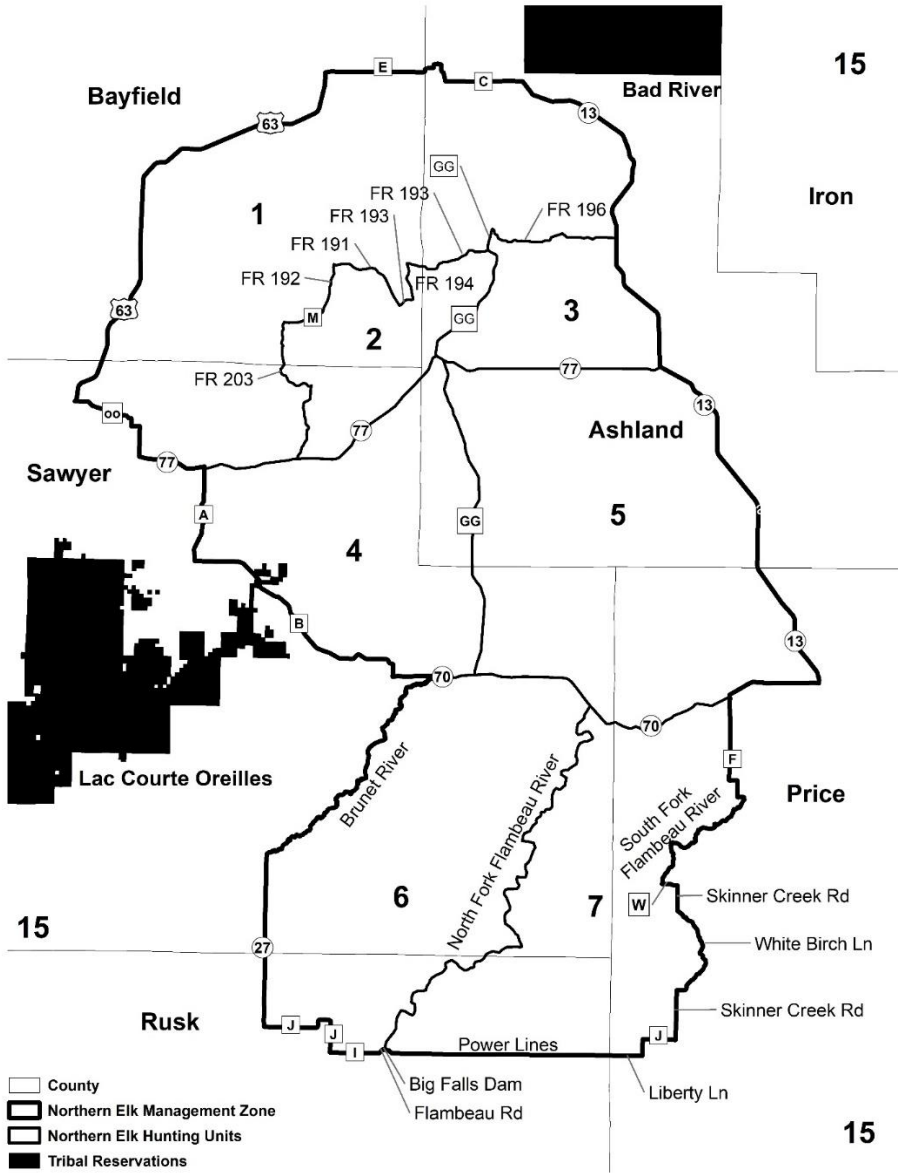 15
E
C
Bayfield
Bad River
63
13
GG
Iron
FR 193
1
FR 193
FR 196
FR 191
FR 192
FR 194
63
M
GG
3
2
FR 203
77
13
oo
77
Ashland
77
Sawyer
A
GG
5
4
B
13
70
70
Brunet River
North Fork Flambeau River
F
Lac Courte Oreilles
South Fork
Flambeau River
Price
6
7
W
Skinner Creek Rd
15
27
White Birch Ln
Skinner Creek Rd
Rusk
J
J
J
I
Power Lines
Big Falls Dam
Liberty Ln
Flambeau Rd
County
Northern Elk Management Zone
Northern Elk Hunting Units
Tribal Reservations
15